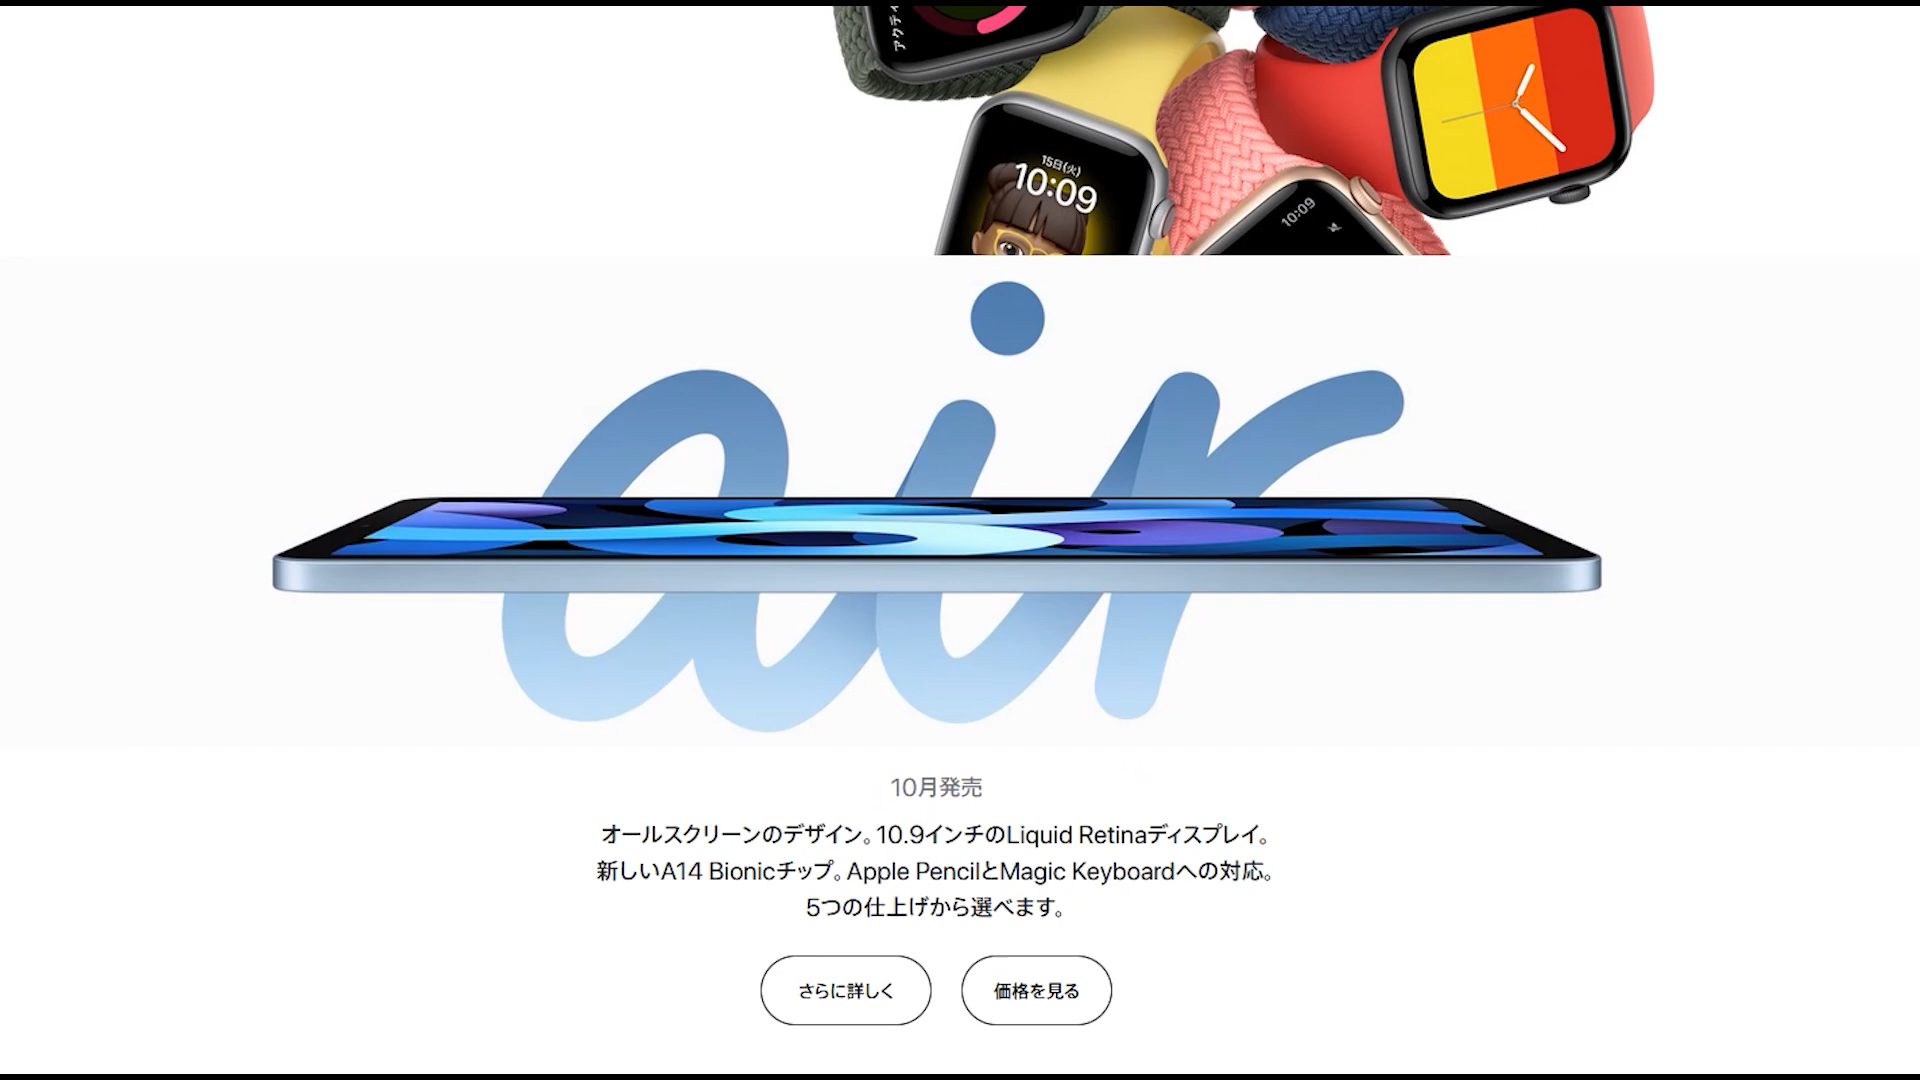 アクティ
15日(火)
10:09
10:09
air
10月発売
オールスクリーンのデザイン。10.9インチのLiquid Retinaディスプレイ。
新しいA14 Bionicチップ。Apple PencilとMagic Keyboardへの対応。
5つの仕上げから選べます。
さらに詳しく
価格を見る